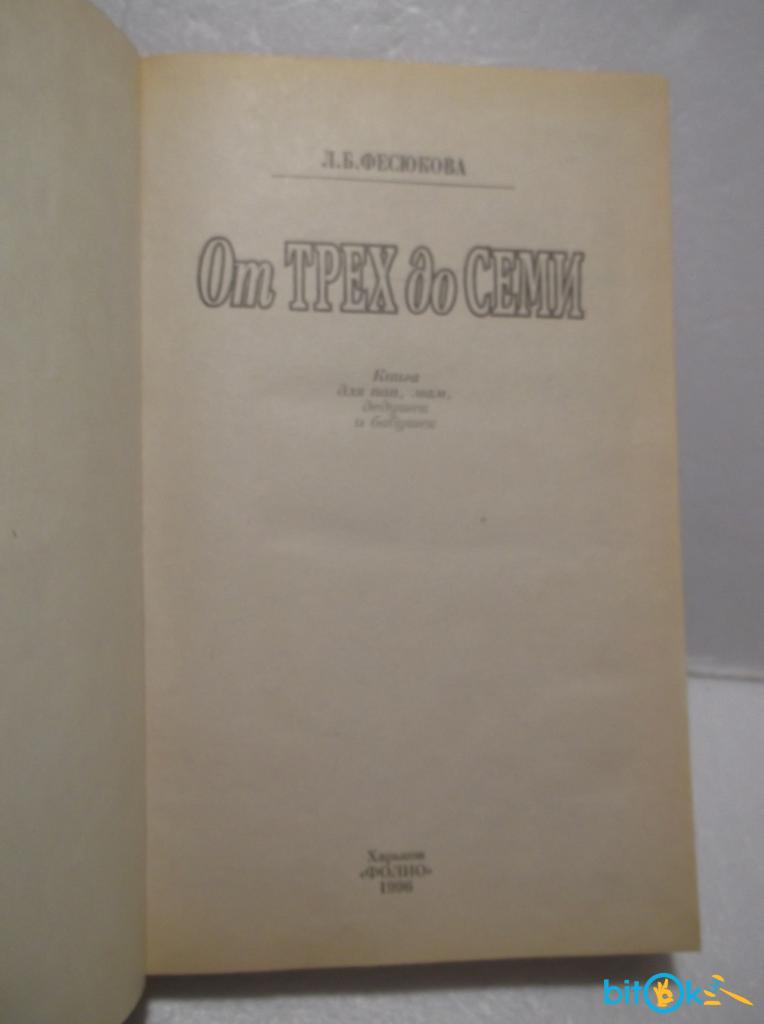 Л.Б.ФЕСЮКОВА
От ТРЕХ до СЕМИ
Книга
для пап, мам,
дедушек
и бабушек
Харьков
«ФОЛИО»
1996
bitOk